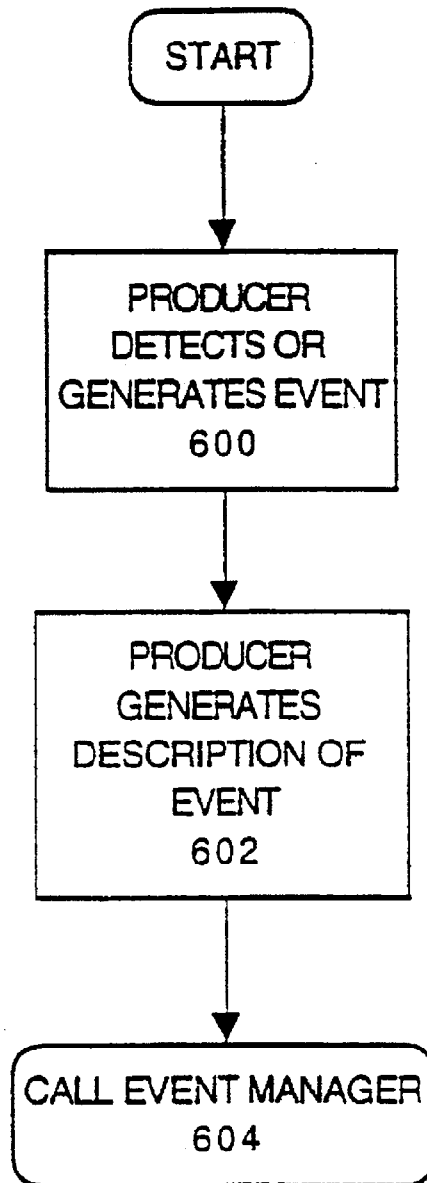 START
PRODUCER
DETECTS OR
GENERATES EVENT
600
PRODUCER
GENERATES
DESCRIPTION OF
EVENT
602
CALL EVENT MANAGER
604